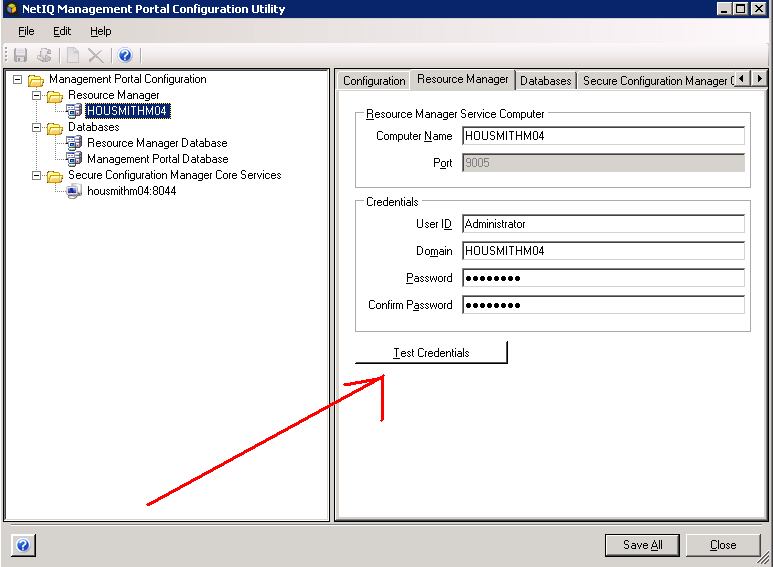 NetIQ Management Portal Configuration Utility
File Edit Help
Management Portal Configuration
Resource Manager
HOUSMITHM04
Databases
Resource Manager Database
Management Portal Database
Secure Configuration Manager Core Services
housmithm04:8044
Configuration Resource Manager Databases Secure Configuration Manager
Resource Manager Service Computer
Computer Name HOUSMITHM04
Port 9005
Credentials
User ID Administrator
Domain HOUSMITHM04
Password ●●●●●●●●
Confirm Password ●●●●●●●●
Test Credentials
Save All Close